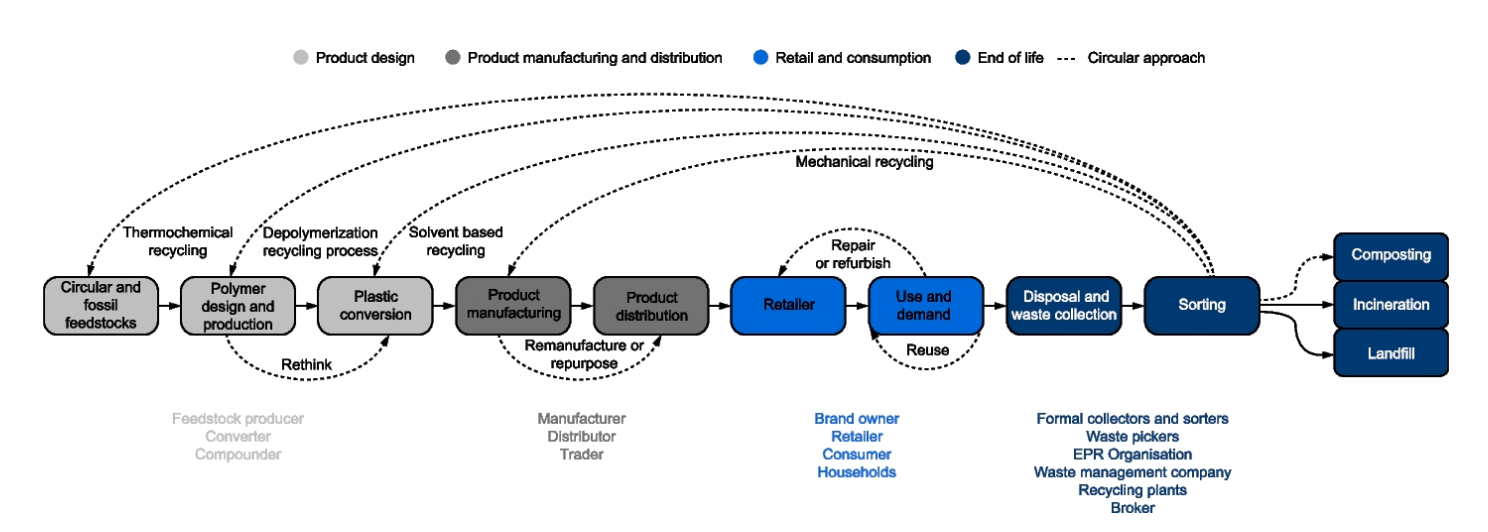 Product design
Product manufacturing and distribution
Retail and consumption
End of life
Circular approach
Mechanical recycling
Thermochemical
recycling
Depolymerization
recycling process
Solvent based
recycling
Repair
or refurbish
Circular and
fossil
feedstocks
Polymer
design and
production
Plastic
conversion
Product
manufacturing
Product
distribution
Retailer
Use and
demand
Disposal and
waste collection
Sorting
Composting
Incineration
Landfill
Rethink
Remanufacture or
repurpose
Reuse
Feedstock producer
Converter
Compounder
Manufacturer
Distributor
Trader
Brand owner
Retailer
Consumer
Households
Formal collectors and sorters
Waste pickers
EPR Organisation
Waste management company
Recycling plants
Broker